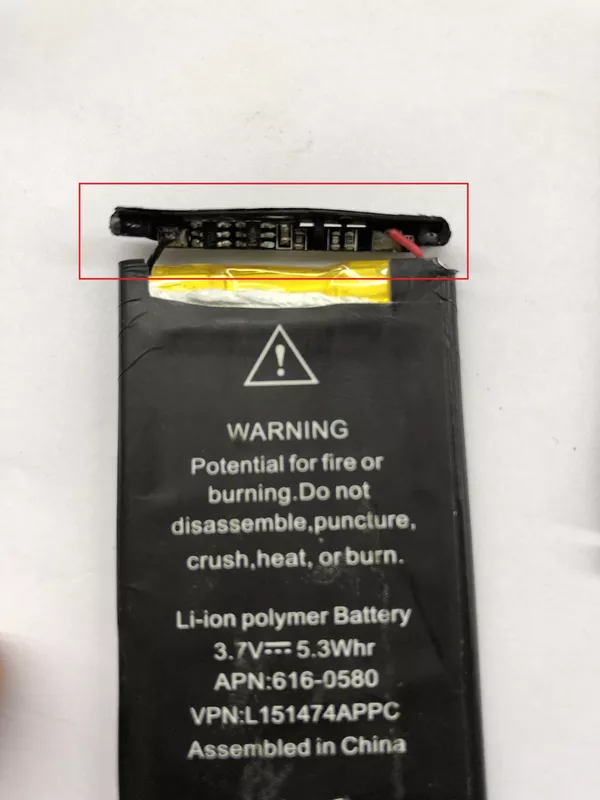 WARNING
Potential for fire or
burning.Do not
disassemble,puncture,
crush,heat, or burn.
Li-ion polymer Battery
3.7V⎓ 5.3Whr
APN:616-0580
VPN:L151474APPC
Assembled in China